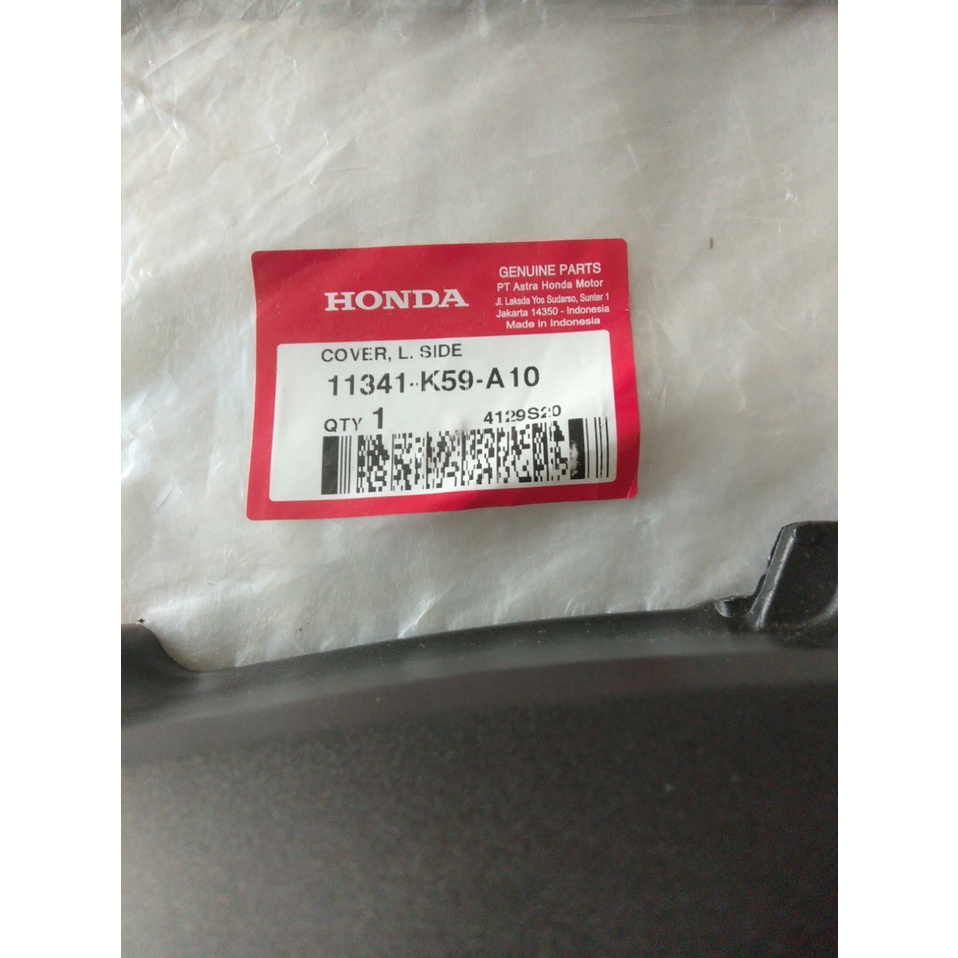 HONDA
GENUINE PARTS
PT Astra Honda Motor
Jl. Laksda Yos Sudarso, Sunter 1
Jakarta 14350 - Indonesia
Made in Indonesia
COVER, L. SIDE
11341-K59-A10
QTY 1 4129S20